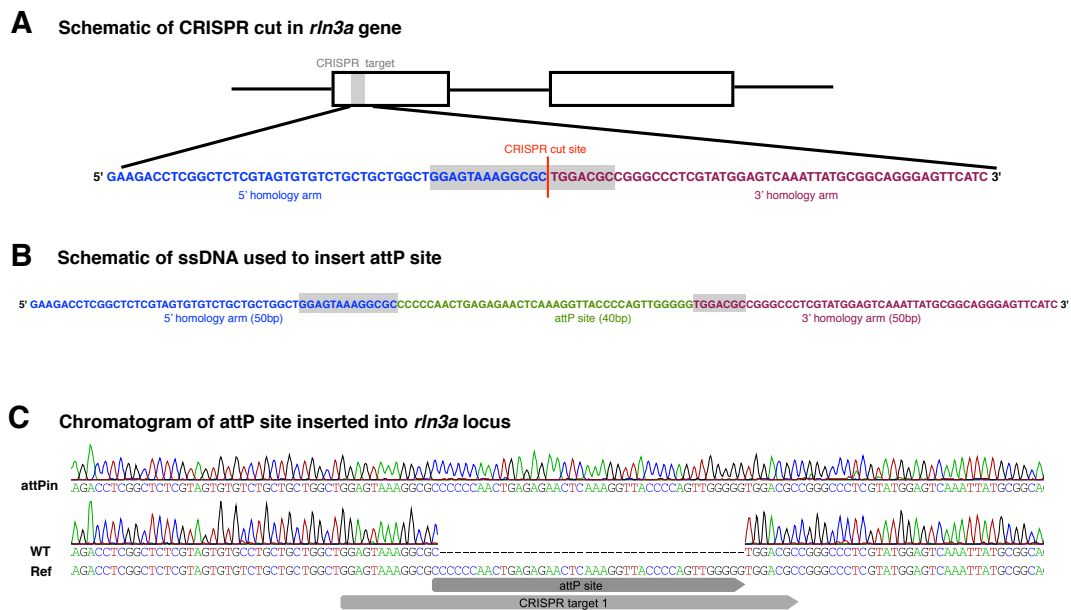 A Schematic of CRISPR cut in rln3a gene
CRISPR target
CRISPR cut site
5' GAAGACCTCGGCTCTCGTAGTGTGTCTGCTGCTGGCTGGAGTAAAGGCGCTGGACGCCGGGCCCTCGTATGGAGTCAAATTATGCGGCAGGGAGTTCATC 3'
5' homology arm 3' homology arm
B Schematic of ssDNA used to insert attP site
5' GAAGACCTCGGCTCTCGTAGTGTGTCTGCTGCTGGCTGGAGTAAAGGCGCCCCCCAACTGAGAGAACTCAAAGGTTACCCCAGTTGGGGGTGGACGCCGGGCCCTCGTATGGAGTCAAATTATGCGGCAGGGAGTTCATC 3'
5' homology arm (50bp) attP site (40bp) 3' homology arm (50bp)
C Chromatogram of attP site inserted into rln3a locus
attPin AGACCTCGGCTCTCGTAGTGTGTCTGCTGCTGGCTGGAGTAAAGGCGCCCCCCAACTGAGAGAACTCAAAGGTTACCCCAGTTGGGGGTGGACGCCGGGCCCTCGTATGGAGTCAAATTATGCGGCA
WT AGACCTCGGCTCTCGTAGTGTGCCTGCTGCTGGCTGGAGTAAAGGCGC----------------------------------------TGGACGCCGGGCCCTCGTATGGAGTCAAATTATGCGGCA
Ref AGACCTCGGCTCTCGTAGTGTGTCTGCTGCTGGCTGGAGTAAAGGCGCCCCCCAACTGAGAGAACTCAAAGGTTACCCCAGTTGGGGGTGGACGCCGGGCCCTCGTATGGAGTCAAATTATGCGGCA
attP site
CRISPR target 1